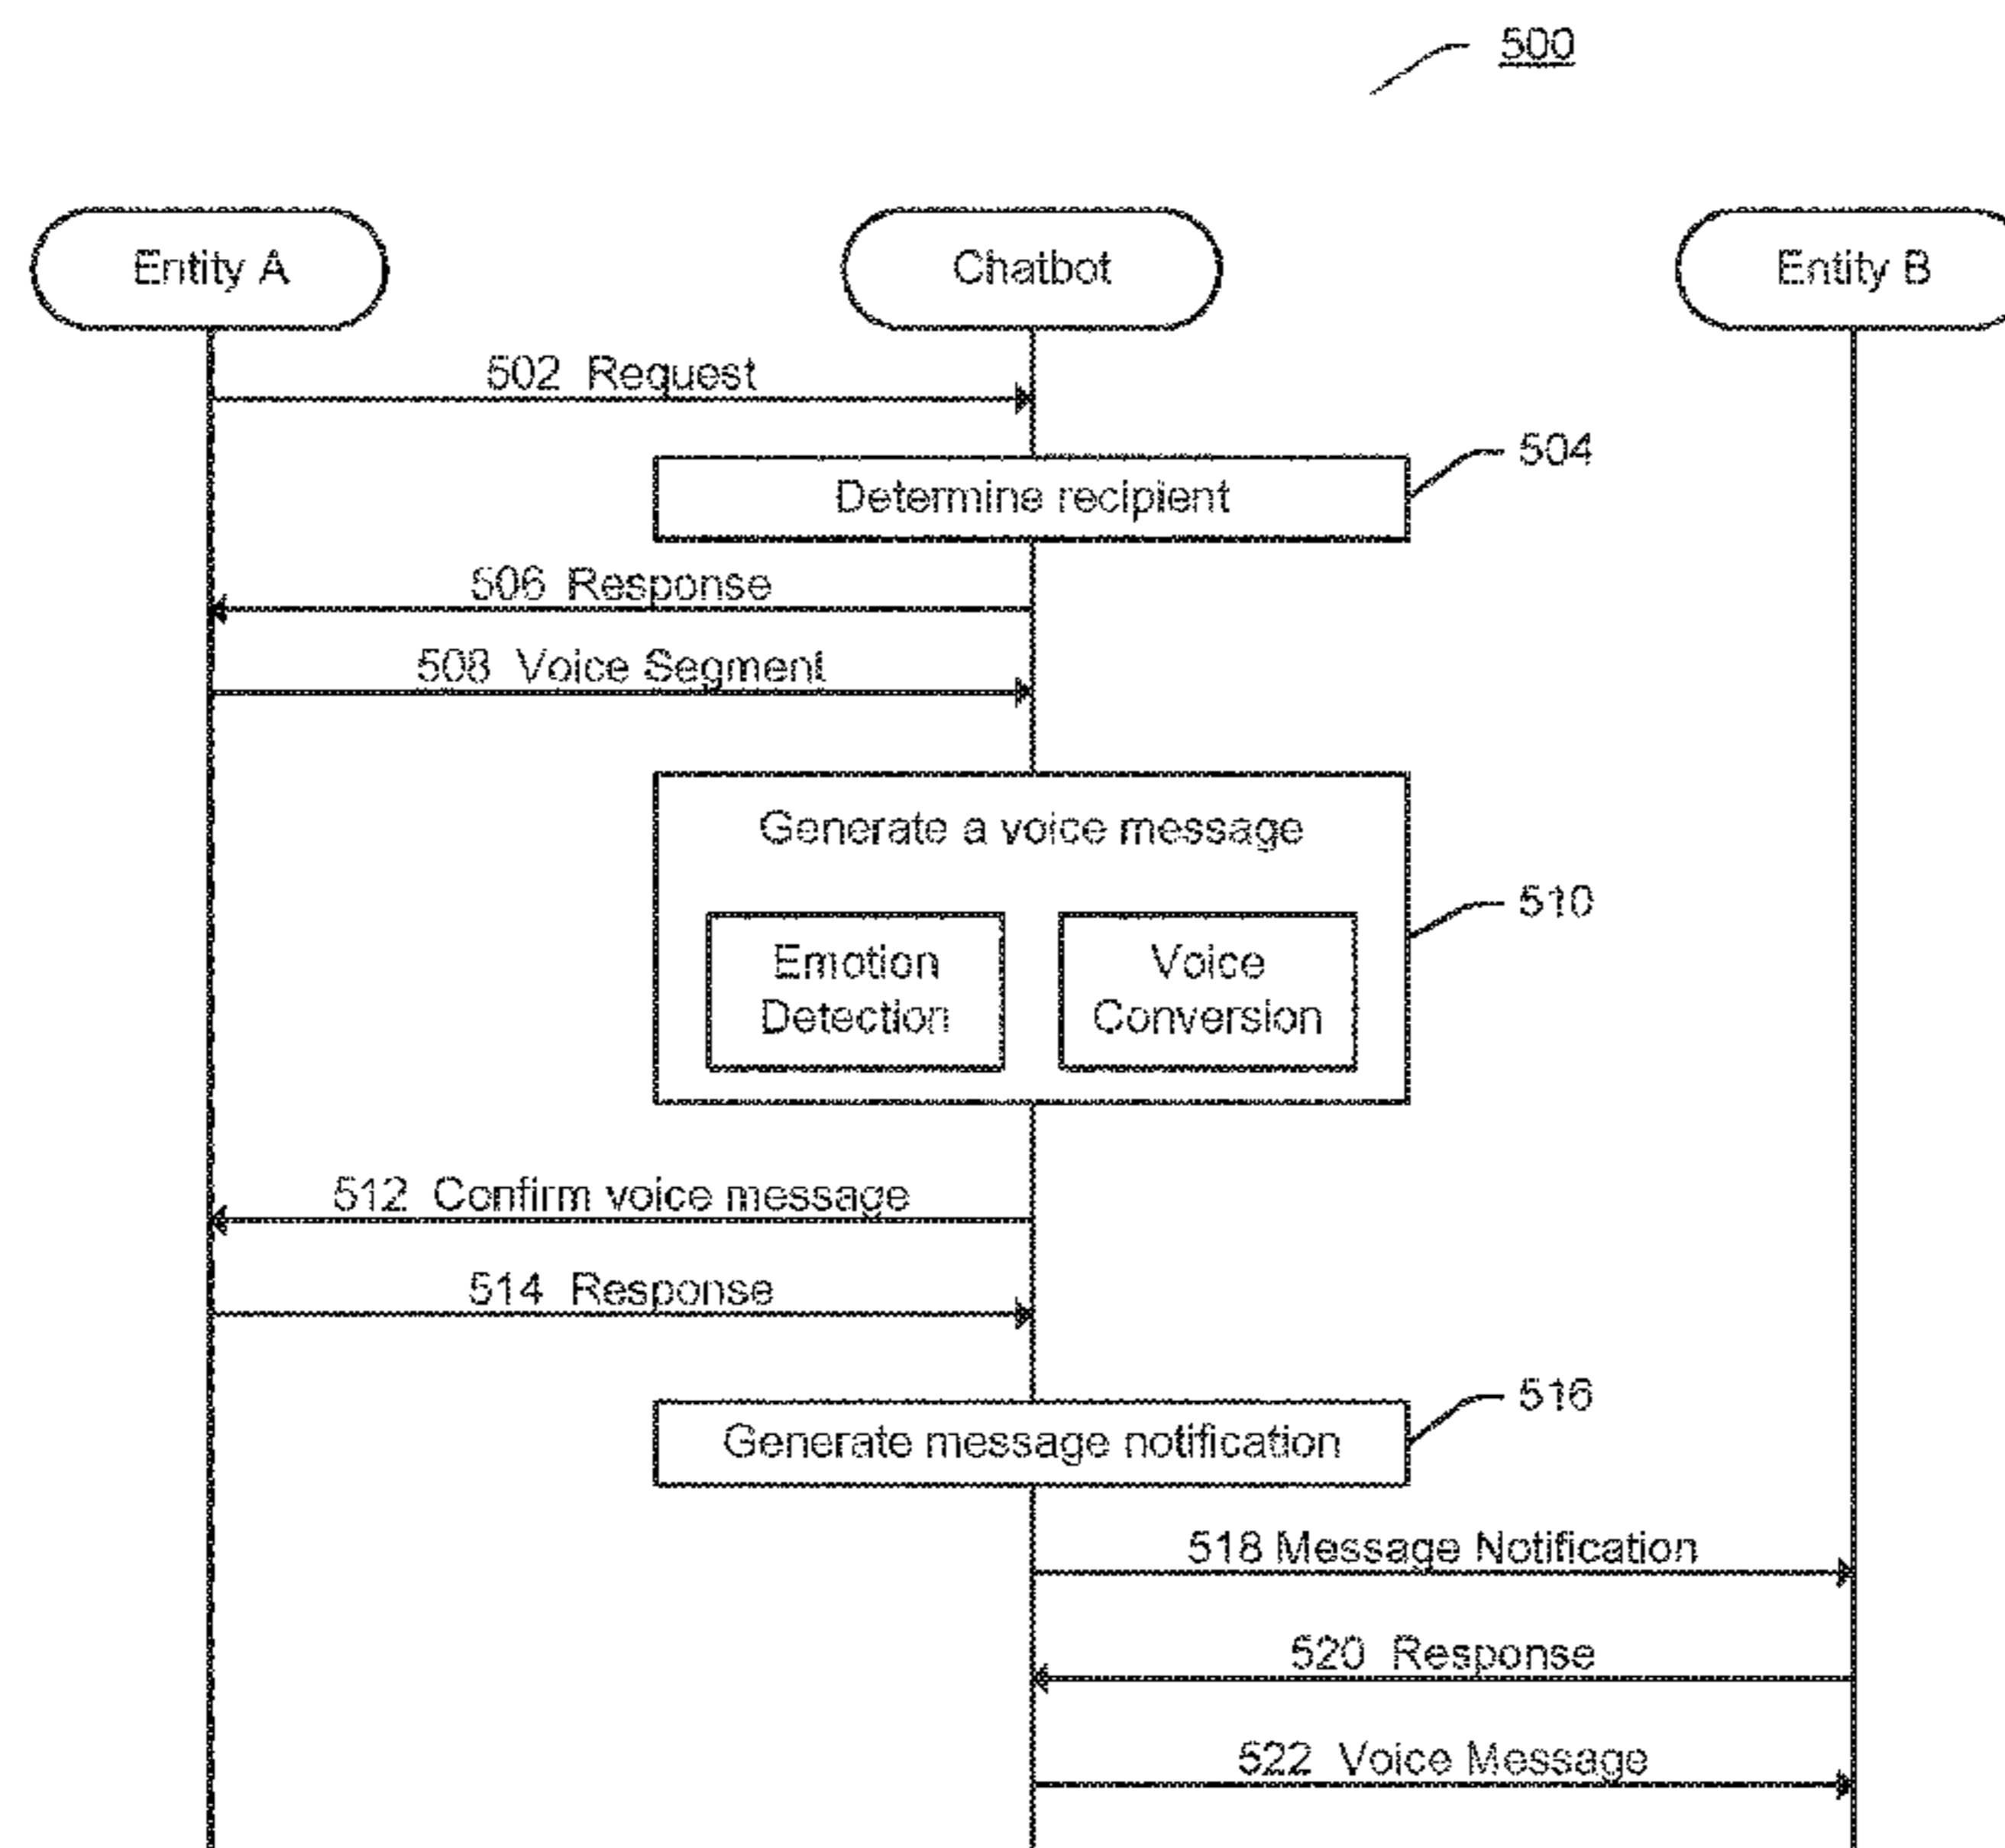 500
Entity A
Chatbot
Entity B
502 Request
504
Determine recipient
506 Response
508 Voice Segment
Generate a voice message
510
Emotion
Detection
Voice
Conversion
512 Confirm voice message
514 Response
516
Generate message notification
518 Message Notification
520 Response
522 Voice Message